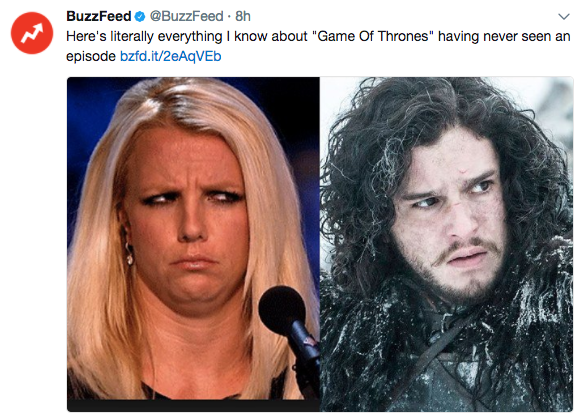 BuzzFeed @BuzzFeed · 8h
Here's literally everything I know about "Game Of Thrones" having never seen an
episode bzfd.it/2eAqVEb